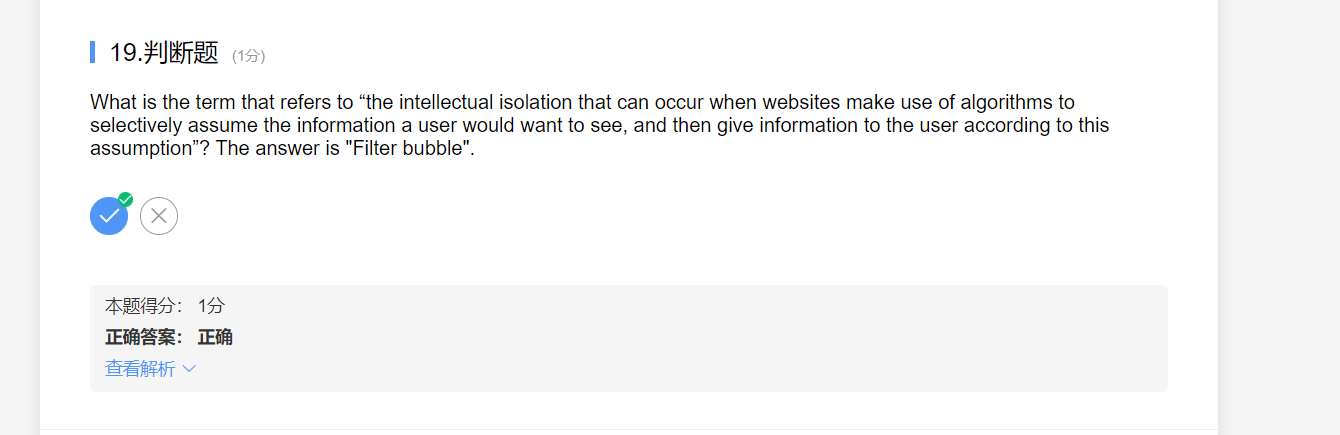 19.判断题 (1分)
What is the term that refers to “the intellectual isolation that can occur when websites make use of algorithms to
selectively assume the information a user would want to see, and then give information to the user according to this
assumption”? The answer is "Filter bubble".
本题得分： 1分
正确答案： 正确
查看解析